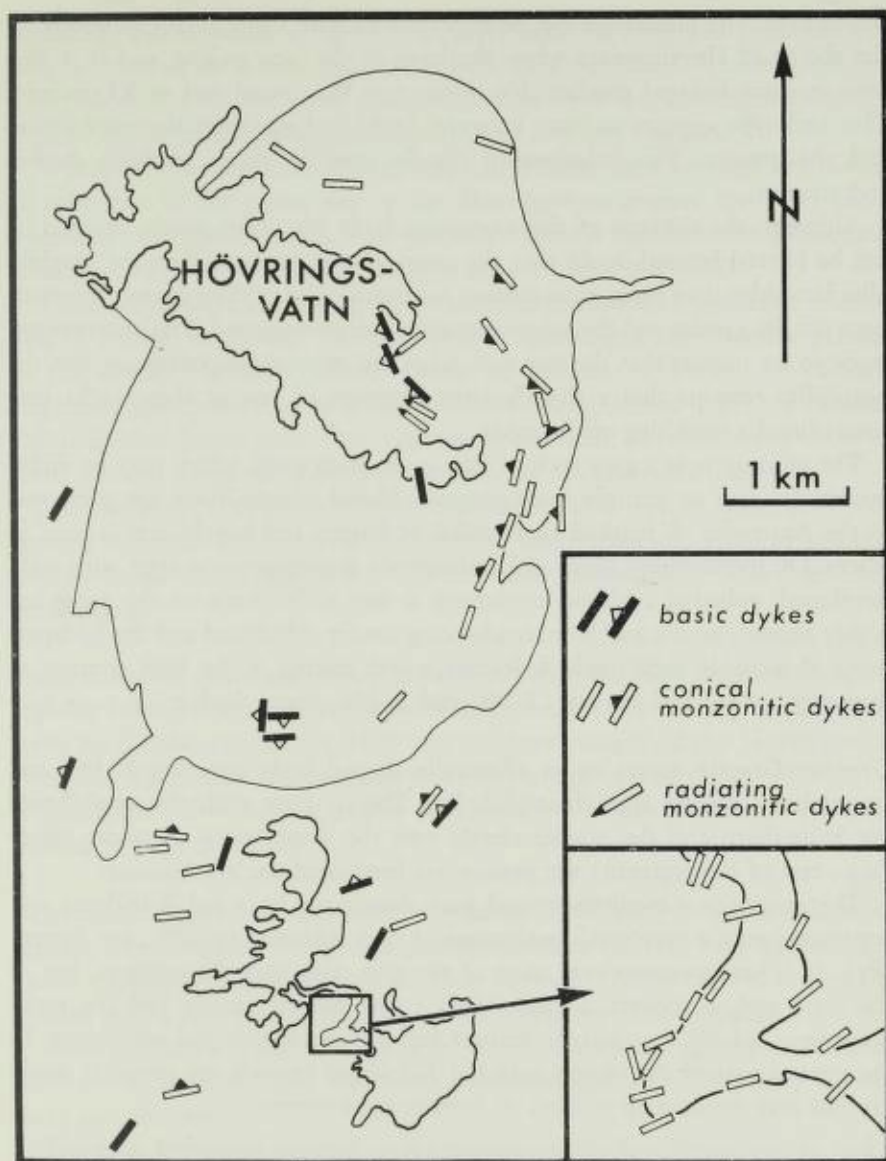 N
HÖVRINGS-
VATN
1 km
basic dykes
conical
monzonitic dykes
radiating
monzonitic dykes